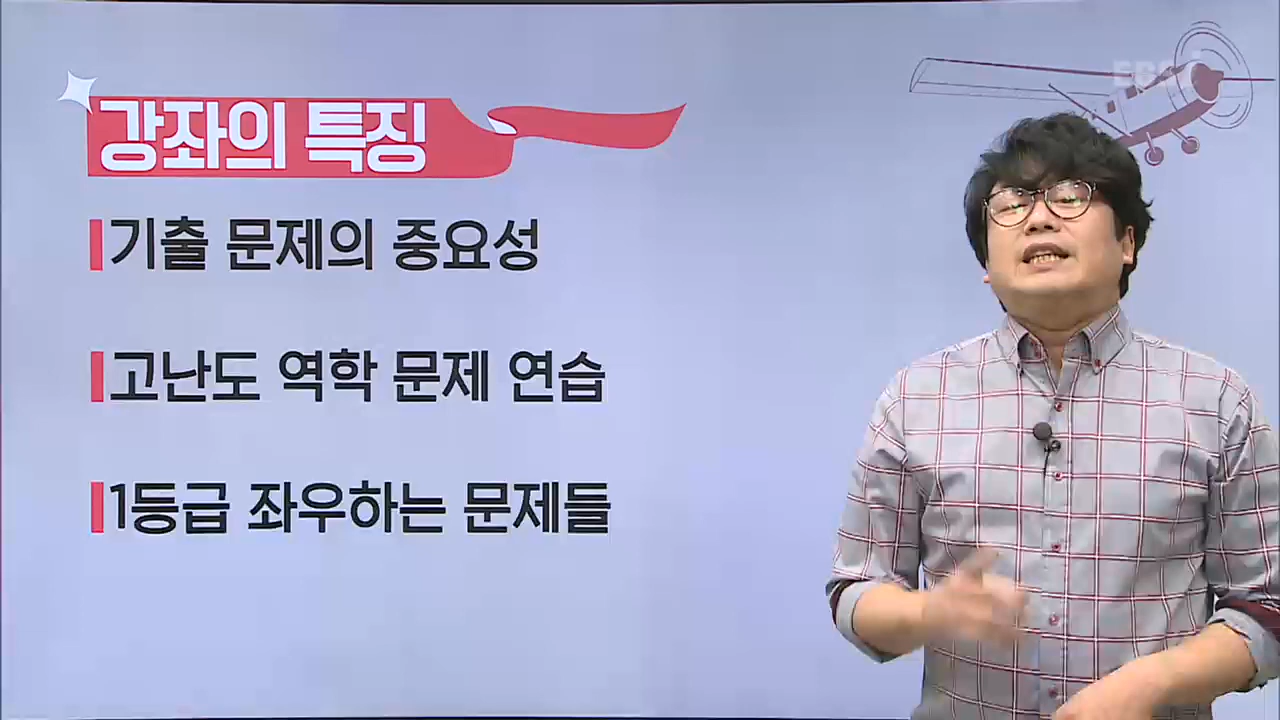 강좌의 특징
기출 문제의 중요성
고난도 역학 문제 연습
1등급 좌우하는 문제들